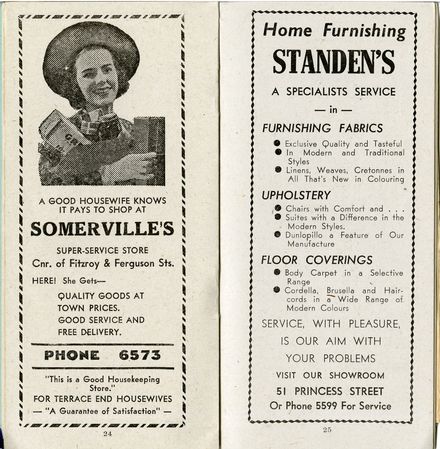 A GOOD HOUSEWIFE KNOWS
IT PAYS TO SHOP AT
SOMERVILLE'S
SUPER-SERVICE STORE
Cnr. of Fitzroy & Ferguson Sts.
HERE! She Gets—
QUALITY GOODS AT
TOWN PRICES.
GOOD SERVICE AND
FREE DELIVERY.
PHONE 6573
"This is a Good Housekeeping
Store."
FOR TERRACE END HOUSEWIVES
— "A Guarantee of Satisfaction" —
24
Home Furnishing
STANDEN'S
A SPECIALISTS SERVICE
— in —
FURNISHING FABRICS
● Exclusive Quality and Tasteful
● In Modern and Traditional
Styles
● Linens, Weaves, Cretonnes in
All That's New in Colouring
UPHOLSTERY
● Chairs with Comfort and . . .
● Suites with a Difference in the
Modern Styles.
● Dunlopillo a Feature of Our
Manufacture
FLOOR COVERINGS
● Body Carpet in a Selective
Range
● Cordella, Brusella and Hair-
cords in a Wide Range of
Modern Colours
SERVICE, WITH PLEASURE,
IS OUR AIM WITH
YOUR PROBLEMS
VISIT OUR SHOWROOM
51 PRINCESS STREET
Or Phone 5599 For Service
25